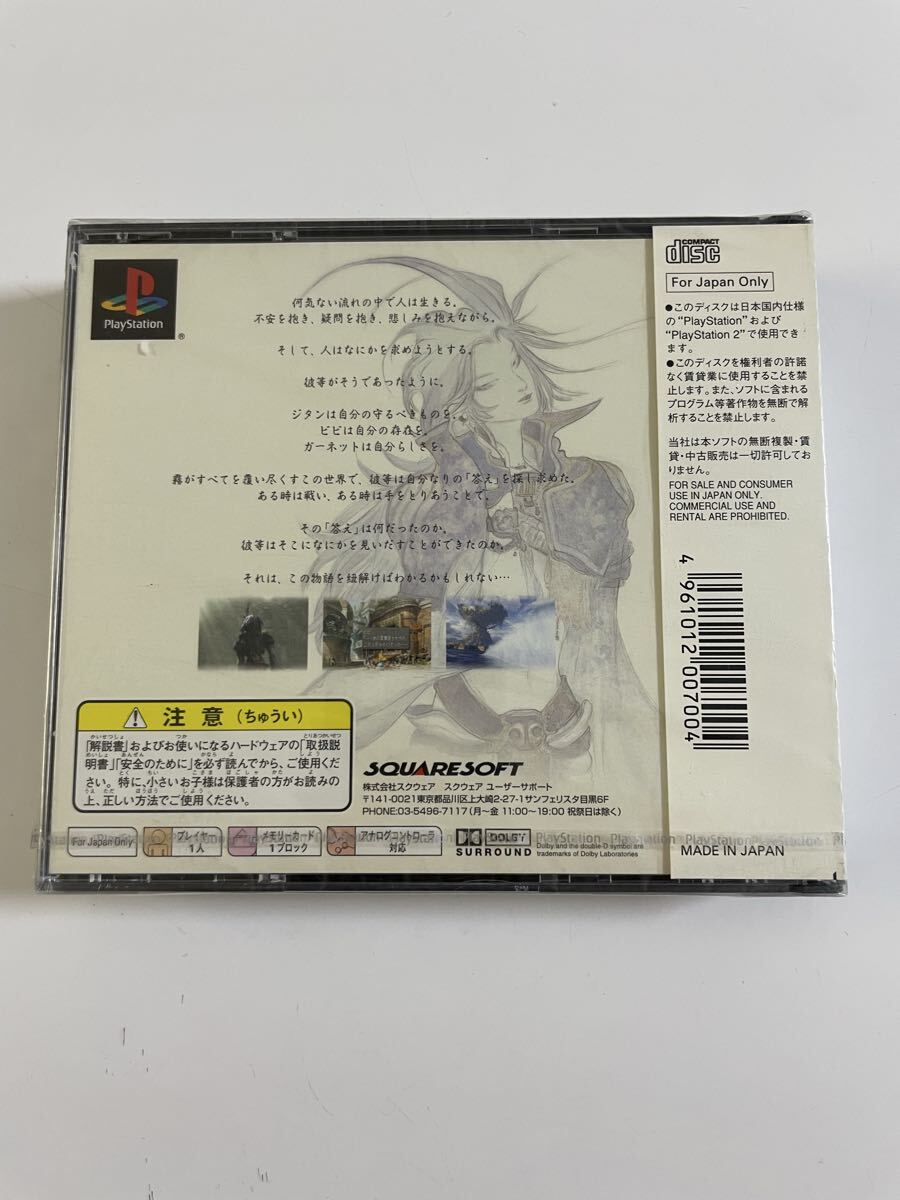 PlayStation
®
何気ない流れの中で人は生きる。
不安を抱き、疑問を抱き、悲しみを抱えながら。
そして、人はなにかを求めようとする。
彼等がそうであったように。
ジタンは自分の守るべきものを。
ビビは自分の存在を。
ガーネットは自分らしさを。
霧がすべてを覆い尽くすこの世界で、彼等は自分なりの「答え」を探し求めた。
ある時は戦い、ある時は手をとりあうことで。
その「答え」は何だったのか。
彼等はそこになにかを見いだすことができたのか。
それは、この物語を紐解けばわかるかもしれない…
注意(ちゅうい)
「解説書」およびお使いになるハードウェアの「取扱説
明書」「安全のために」を必ず読んでから、ご使用くだ
さい。特に、小さいお子様は保護者の方がお読みの
上、正しい方法でご使用ください。
SQUARESOFT
株式会社スクウェア スクウェア ユーザーサポート
〒141-0021東京都品川区上大崎2-27-1サンフェリスタ目黒6F
PHONE:03-5496-7117(月~金 11:00~19:00 祝祭日は除く)
For Japan Only
プレイヤー
1人
メモリーカード
1ブロック
アナログコントローラ
対応
DOLBY
SURROUND
Dolby and the double-D symbol are
trademarks of Dolby Laboratories
PlayStation PlayStation PlayStation
COMPACT
disc
For Japan Only
●このディスクは日本国内仕様
の“PlayStation”および
“PlayStation 2”で使用でき
ます。
●このディスクを権利者の許諾
なく賃貸業に使用することを禁
止します。また、ソフトに含まれる
プログラム等著作物を無断で解
析することを禁止します。
当社は本ソフトの無断複製・賃
貸・中古販売は一切許可してお
りません。
FOR SALE AND CONSUMER
USE IN JAPAN ONLY.
COMMERCIAL USE AND
RENTAL ARE PROHIBITED.
4 961012 007004
MADE IN JAPAN